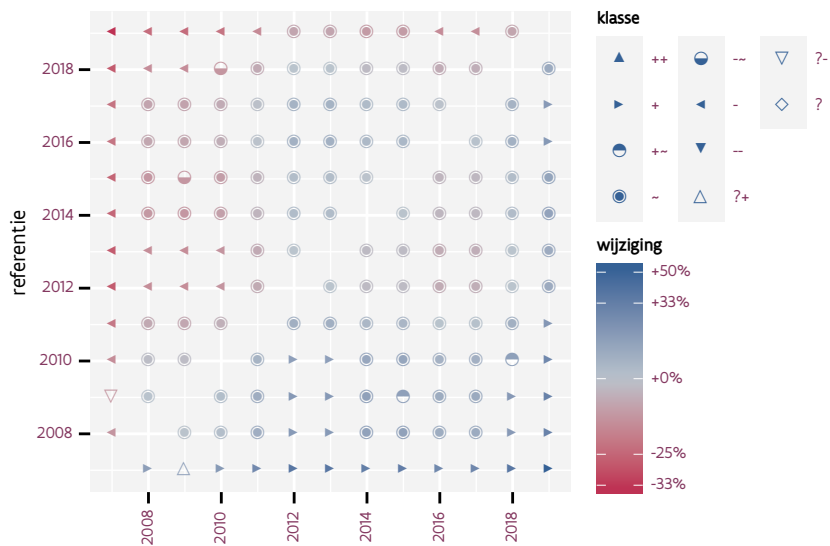 klasse
++ -~ ?-
+ - ?
+~ --
~ ?+
wijziging
+50%
+33%
+0%
-25%
-33%
referentie
2018
2016
2014
2012
2010
2008
2008 2010 2012 2014 2016 2018